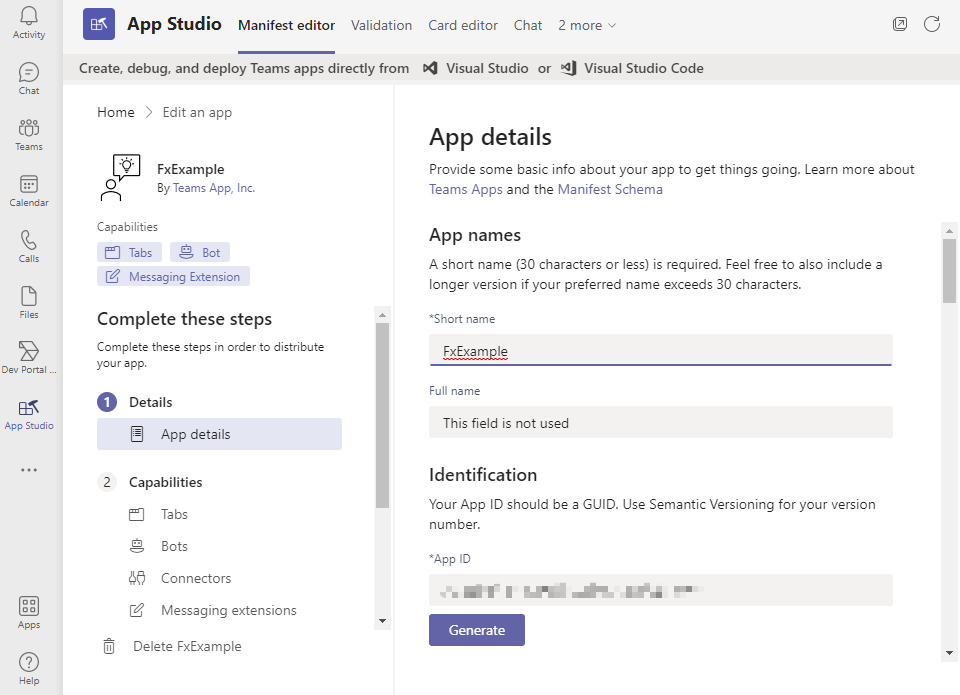 Activity
Chat
Teams
Calendar
Calls
Files
Dev Portal ...
App Studio
Apps
Help
App Studio Manifest editor Validation Card editor Chat 2 more
Create, debug, and deploy Teams apps directly from Visual Studio or Visual Studio Code
Home > Edit an app
FxExample
By Teams App, Inc.
Capabilities
Tabs Bot
Messaging Extension
Complete these steps
Complete these steps in order to distribute
your app.
1 Details
App details
2 Capabilities
Tabs
Bots
Connectors
Messaging extensions
Delete FxExample
App details
Provide some basic info about your app to get things going. Learn more about
Teams Apps and the Manifest Schema
App names
A short name (30 characters or less) is required. Feel free to also include a
longer version if your preferred name exceeds 30 characters.
*Short name
FxExample
Full name
This field is not used
Identification
Your App ID should be a GUID. Use Semantic Versioning for your version
number.
*App ID
Generate